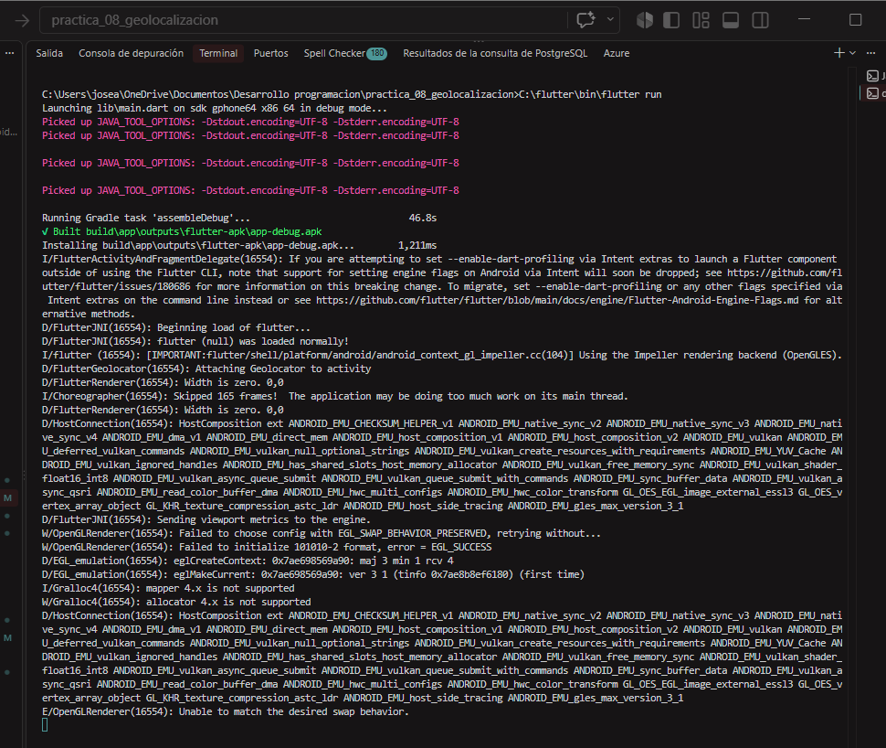 practica_08_geolocalizacion
Salida Consola de depuración Terminal Puertos Spell Checker 180 Resultados de la consulta de PostgreSQL Azure
C:\Users\josea\OneDrive\Documentos\Desarrollo programacion\practica_08_geolocalizacion>C:\flutter\bin\flutter run
Launching lib\main.dart on sdk gphone64 x86 64 in debug mode...
Picked up JAVA_TOOL_OPTIONS: -Dstdout.encoding=UTF-8 -Dstderr.encoding=UTF-8
Picked up JAVA_TOOL_OPTIONS: -Dstdout.encoding=UTF-8 -Dstderr.encoding=UTF-8
Picked up JAVA_TOOL_OPTIONS: -Dstdout.encoding=UTF-8 -Dstderr.encoding=UTF-8
Picked up JAVA_TOOL_OPTIONS: -Dstdout.encoding=UTF-8 -Dstderr.encoding=UTF-8
Running Gradle task 'assembleDebug'... 46.8s
√ Built build\app\outputs\flutter-apk\app-debug.apk
Installing build\app\outputs\flutter-apk\app-debug.apk... 1,211ms
I/FlutterActivityAndFragmentDelegate(16554): If you are attempting to set --enable-dart-profiling via Intent extras to launch a Flutter component
outside of using the Flutter CLI, note that support for setting engine flags on Android via Intent will soon be dropped; see https://github.com/fl
utter/flutter/issues/180686 for more information on this breaking change. To migrate, set --enable-dart-profiling or any other flags specified via
Intent extras on the command line instead or see https://github.com/flutter/flutter/blob/main/docs/engine/Flutter-Android-Engine-Flags.md for alt
ernative methods.
D/FlutterJNI(16554): Beginning load of flutter...
D/FlutterJNI(16554): flutter (null) was loaded normally!
I/flutter (16554): [IMPORTANT:flutter/shell/platform/android/android_context_gl_impeller.cc(104)] Using the Impeller rendering backend (OpenGLES).
D/FlutterGeolocator(16554): Attaching Geolocator to activity
D/FlutterRenderer(16554): Width is zero. 0,0
I/Choreographer(16554): Skipped 165 frames!  The application may be doing too much work on its main thread.
D/FlutterRenderer(16554): Width is zero. 0,0
D/HostConnection(16554): HostComposition ext ANDROID_EMU_CHECKSUM_HELPER_v1 ANDROID_EMU_native_sync_v2 ANDROID_EMU_native_sync_v3 ANDROID_EMU_nati
ve_sync_v4 ANDROID_EMU_dma_v1 ANDROID_EMU_direct_mem ANDROID_EMU_host_composition_v1 ANDROID_EMU_host_composition_v2 ANDROID_EMU_vulkan ANDROID_EM
U_deferred_vulkan_commands ANDROID_EMU_vulkan_null_optional_strings ANDROID_EMU_vulkan_create_resources_with_requirements ANDROID_EMU_YUV_Cache AN
DROID_EMU_vulkan_ignored_handles ANDROID_EMU_has_shared_slots_host_memory_allocator ANDROID_EMU_vulkan_free_memory_sync ANDROID_EMU_vulkan_shader_
float16_int8 ANDROID_EMU_vulkan_async_queue_submit ANDROID_EMU_vulkan_queue_submit_with_commands ANDROID_EMU_sync_buffer_data ANDROID_EMU_vulkan_a
sync_qsri ANDROID_EMU_read_color_buffer_dma ANDROID_EMU_hwc_multi_configs ANDROID_EMU_hwc_color_transform GL_OES_EGL_image_external_essl3 GL_OES_v
ertex_array_object GL_KHR_texture_compression_astc_ldr ANDROID_EMU_host_side_tracing ANDROID_EMU_gles_max_version_3_1
D/FlutterJNI(16554): Sending viewport metrics to the engine.
W/OpenGLRenderer(16554): Failed to choose config with EGL_SWAP_BEHAVIOR_PRESERVED, retrying without...
W/OpenGLRenderer(16554): Failed to initialize 101010-2 format, error = EGL_SUCCESS
D/EGL_emulation(16554): eglCreateContext: 0x7ae698569a90: maj 3 min 1 rcv 4
D/EGL_emulation(16554): eglMakeCurrent: 0x7ae698569a90: ver 3 1 (tinfo 0x7ae8b8ef6180) (first time)
I/Gralloc4(16554): mapper 4.x is not supported
W/Gralloc4(16554): allocator 4.x is not supported
D/HostConnection(16554): HostComposition ext ANDROID_EMU_CHECKSUM_HELPER_v1 ANDROID_EMU_native_sync_v2 ANDROID_EMU_native_sync_v3 ANDROID_EMU_nati
ve_sync_v4 ANDROID_EMU_dma_v1 ANDROID_EMU_direct_mem ANDROID_EMU_host_composition_v1 ANDROID_EMU_host_composition_v2 ANDROID_EMU_vulkan ANDROID_EM
U_deferred_vulkan_commands ANDROID_EMU_vulkan_null_optional_strings ANDROID_EMU_vulkan_create_resources_with_requirements ANDROID_EMU_YUV_Cache AN
DROID_EMU_vulkan_ignored_handles ANDROID_EMU_has_shared_slots_host_memory_allocator ANDROID_EMU_vulkan_free_memory_sync ANDROID_EMU_vulkan_shader_
float16_int8 ANDROID_EMU_vulkan_async_queue_submit ANDROID_EMU_vulkan_queue_submit_with_commands ANDROID_EMU_sync_buffer_data ANDROID_EMU_vulkan_a
sync_qsri ANDROID_EMU_read_color_buffer_dma ANDROID_EMU_hwc_multi_configs ANDROID_EMU_hwc_color_transform GL_OES_EGL_image_external_essl3 GL_OES_v
ertex_array_object GL_KHR_texture_compression_astc_ldr ANDROID_EMU_host_side_tracing ANDROID_EMU_gles_max_version_3_1
E/OpenGLRenderer(16554): Unable to match the desired swap behavior.
oid...
M
M